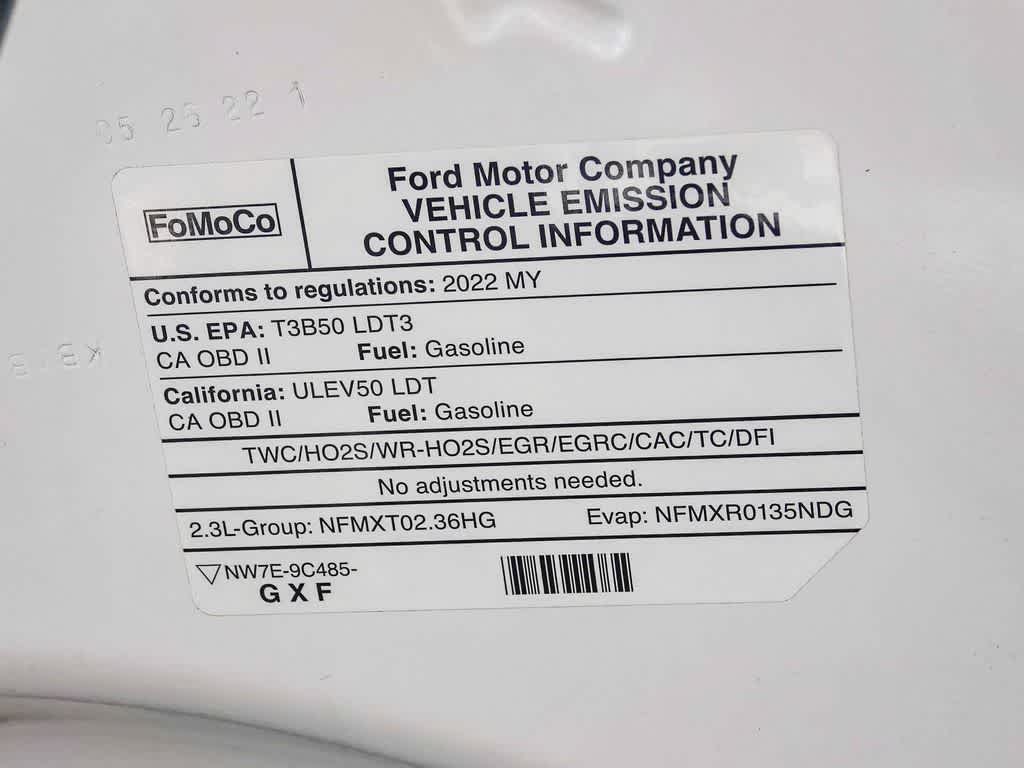 05 26 22 1
FoMoCo
Ford Motor Company
VEHICLE EMISSION
CONTROL INFORMATION
Conforms to regulations: 2022 MY
U.S. EPA: T3B50 LDT3
CA OBD II Fuel: Gasoline
California: ULEV50 LDT
CA OBD II Fuel: Gasoline
TWC/HO2S/WR-HO2S/EGR/EGRC/CAC/TC/DFI
No adjustments needed.
2.3L-Group: NFMXT02.36HG Evap: NFMXR0135NDG
NW7E-9C485-
GXF